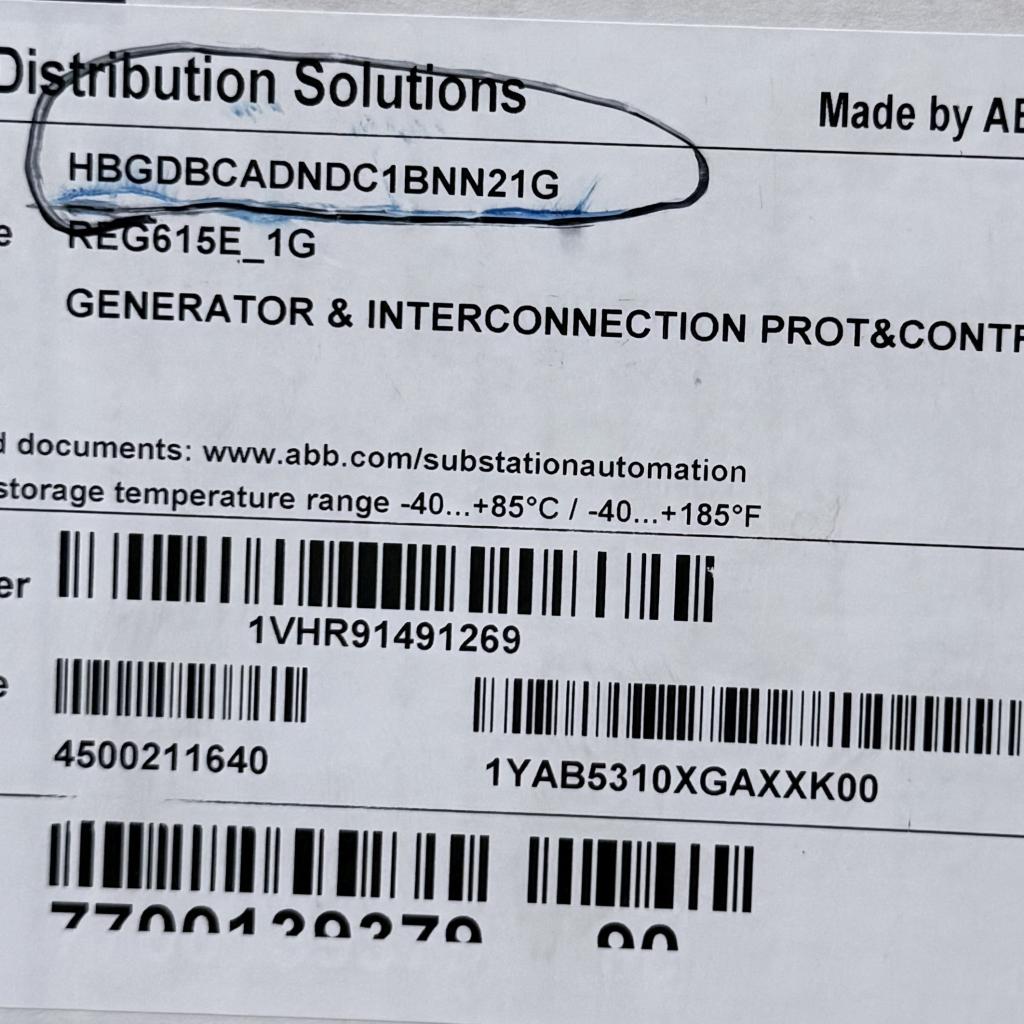 Distribution Solutions
Made by AB
HBGDBCADNDC1BNN21G
e REG615E_1G
GENERATOR & INTERCONNECTION PROT&CONTR
d documents: www.abb.com/substationautomation
storage temperature range -40...+85°C / -40...+185°F
er
1VHR91491269
e
4500211640
1YAB5310XGAXXK00